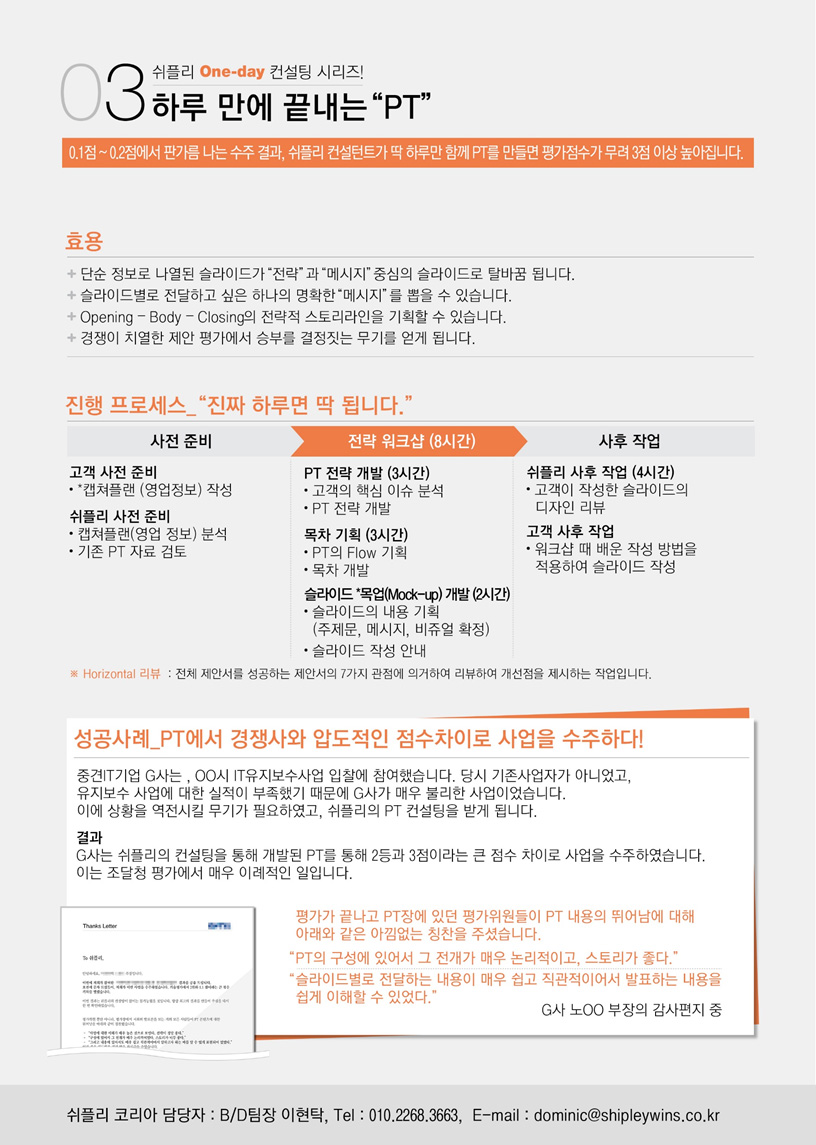 03
쉬플리 One-day 컨설팅 시리즈!
하루 만에 끝내는 “PT”
0.1점 ~ 0.2점에서 판가름 나는 수주 결과, 쉬플리 컨설턴트가 딱 하루만 함께 PT를 만들면 평가점수가 무려 3점 이상 높아집니다.
효용
+ 단순 정보로 나열된 슬라이드가 “전략” 과 “메시지” 중심의 슬라이드로 탈바꿈 됩니다.
+ 슬라이드별로 전달하고 싶은 하나의 명확한 “메시지” 를 뽑을 수 있습니다.
+ Opening – Body – Closing의 전략적 스토리라인을 기획할 수 있습니다.
+ 경쟁이 치열한 제안 평가에서 승부를 결정짓는 무기를 얻게 됩니다.
진행 프로세스_ “진짜 하루면 딱 됩니다.”
사전 준비
고객 사전 준비
• *캡쳐플랜 (영업정보) 작성
쉬플리 사전 준비
• 캡쳐플랜(영업 정보) 분석
• 기존 PT 자료 검토
전략 워크샵 (8시간)
PT 전략 개발 (3시간)
• 고객의 핵심 이슈 분석
• PT 전략 개발
목차 기획 (3시간)
• PT의 Flow 기획
• 목차 개발
슬라이드 *목업(Mock-up) 개발 (2시간)
• 슬라이드의 내용 기획
(주제문, 메시지, 비쥬얼 확정)
• 슬라이드 작성 안내
사후 작업
쉬플리 사후 작업 (4시간)
• 고객이 작성한 슬라이드의
디자인 리뷰
고객 사후 작업
• 워크샵 때 배운 작성 방법을
적용하여 슬라이드 작성
※ Horizontal 리뷰 : 전체 제안서를 성공하는 제안서의 7가지 관점에 의거하여 리뷰하여 개선점을 제시하는 작업입니다.
성공사례_PT에서 경쟁사와 압도적인 점수차이로 사업을 수주하다!
중견IT기업 G사는 , OO시 IT유지보수사업 입찰에 참여했습니다. 당시 기존사업자가 아니었고,
유지보수 사업에 대한 실적이 부족했기 때문에 G사가 매우 불리한 사업이었습니다.
이에 상황을 역전시킬 무기가 필요하였고, 쉬플리의 PT 컨설팅을 받게 됩니다.
결과
G사는 쉬플리의 컨설팅을 통해 개발된 PT를 통해 2등과 3점이라는 큰 점수 차이로 사업을 수주하였습니다.
이는 조달청 평가에서 매우 이례적인 일입니다.
Thanks Letter
To 쉬플리,
평가가 끝나고 PT장에 있던 평가위원들이 PT 내용의 뛰어남에 대해
아래와 같은 아낌없는 칭찬을 주셨습니다.
“PT의 구성에 있어서 그 전개가 매우 논리적이고, 스토리가 좋다.”
“슬라이드별로 전달하는 내용이 매우 쉽고 직관적이어서 발표하는 내용을
쉽게 이해할 수 있었다.”
G사 노OO 부장의 감사편지 중
쉬플리 코리아 담당자 : B/D팀장 이현탁, Tel : 010.2268.3663, E-mail : dominic@shipleywins.co.kr